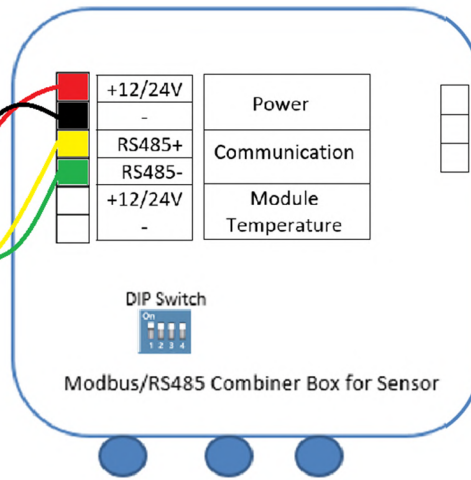 +12/24V
-
Power
RS485+
RS485-
Communication
+12/24V
-
Module
Temperature
DIP Switch
On
1 2 3 4
Modbus/RS485 Combiner Box for Sensor